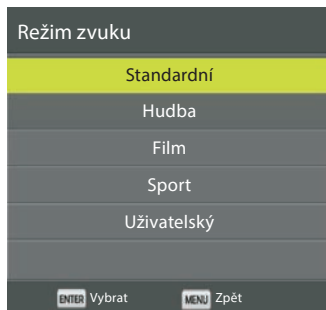 Režim zvuku
Standardní
Hudba
Film
Sport
Uživatelský
ENTER Vybrat MENU Zpět